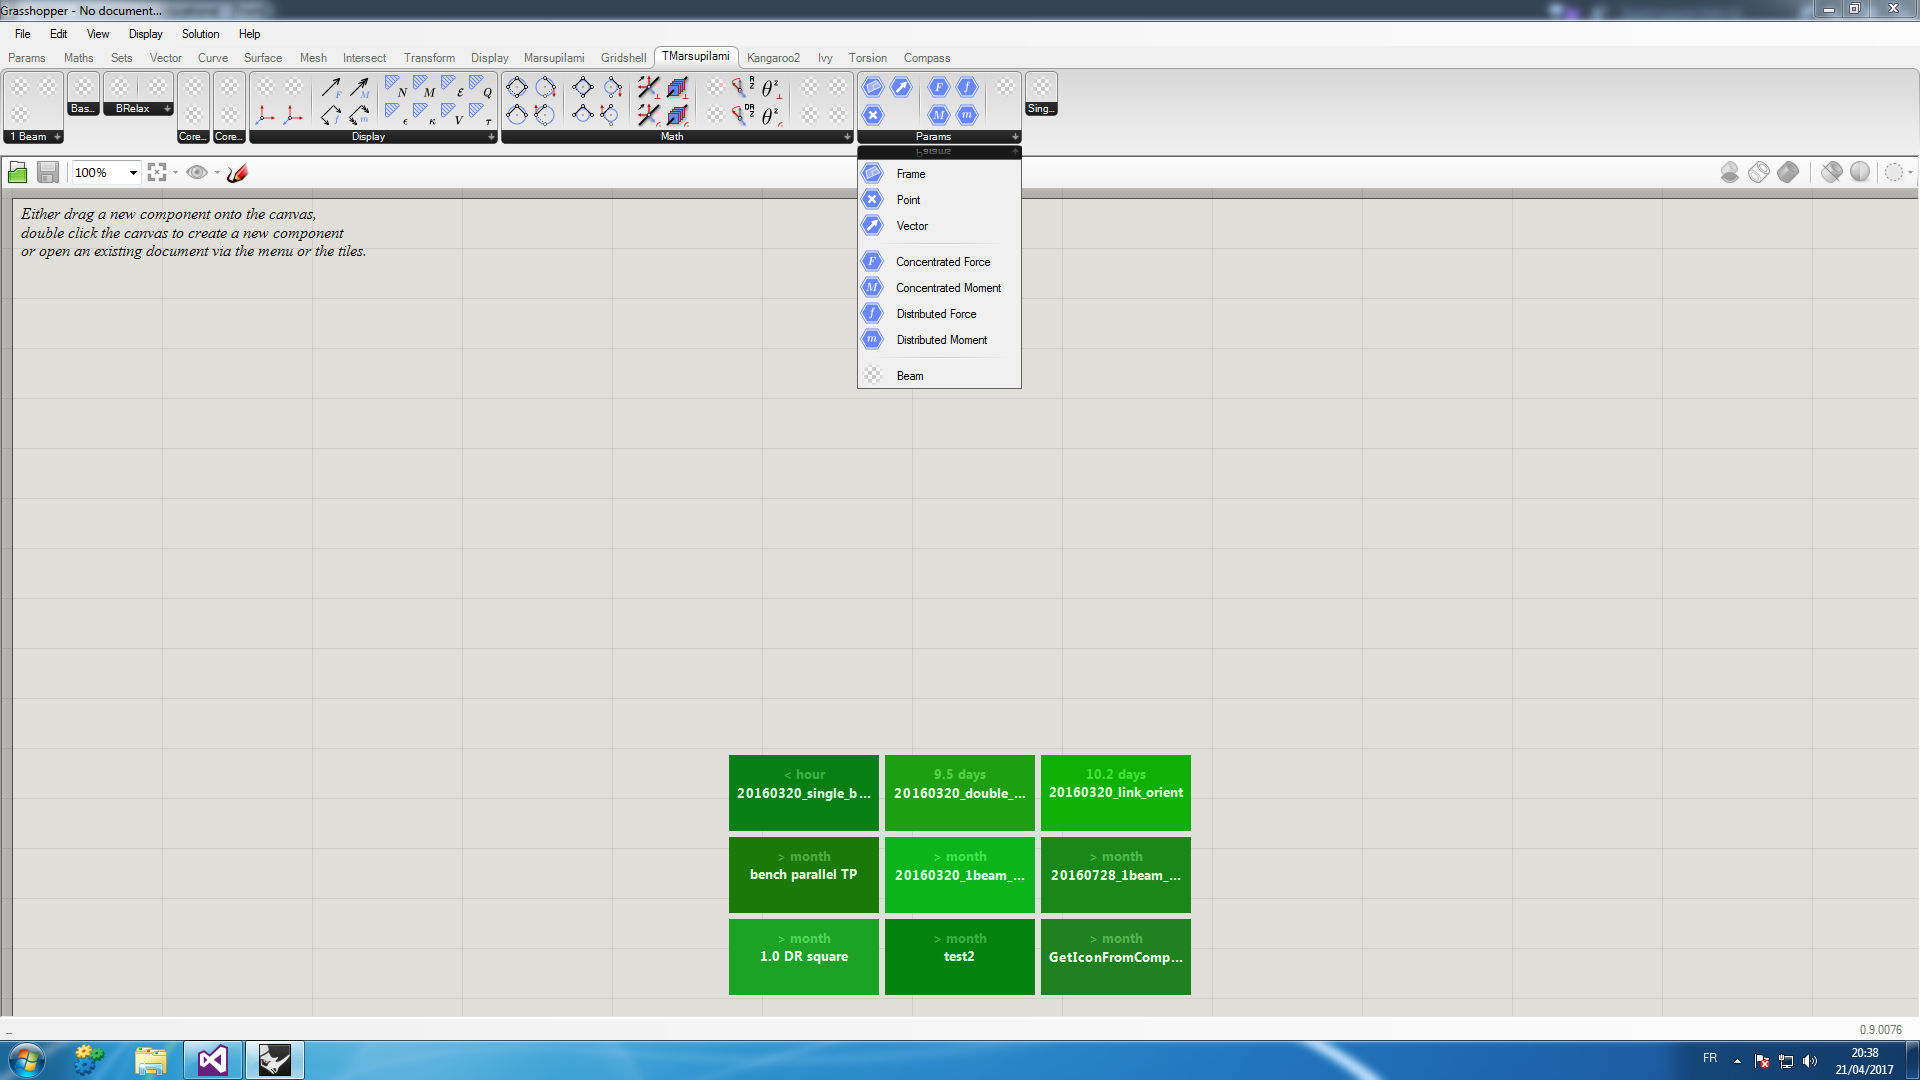 Grasshopper - No document...
File Edit View Display Solution Help
Params Maths Sets Vector Curve Surface Mesh Intersect Transform Display Marsupilami Gridshell TMarsupilami Kangaroo2 Ivy Torsion Compass
1 Beam
Bas...
BRelax
Core...
Core...
Display
Math
Params
Sing...
Params
100%
Frame
Point
Vector
Concentrated Force
Concentrated Moment
Distributed Force
Distributed Moment
Beam
Either drag a new component onto the canvas,
double click the canvas to create a new component
or open an existing document via the menu or the tiles.
< hour
20160320_single_b...
9.5 days
20160320_double_...
10.2 days
20160320_link_orient
> month
bench parallel TP
> month
20160320_1beam_...
> month
20160728_1beam_...
> month
1.0 DR square
> month
test2
> month
GetIconFromComp...
...
0.9.0076
FR
20:38
21/04/2017